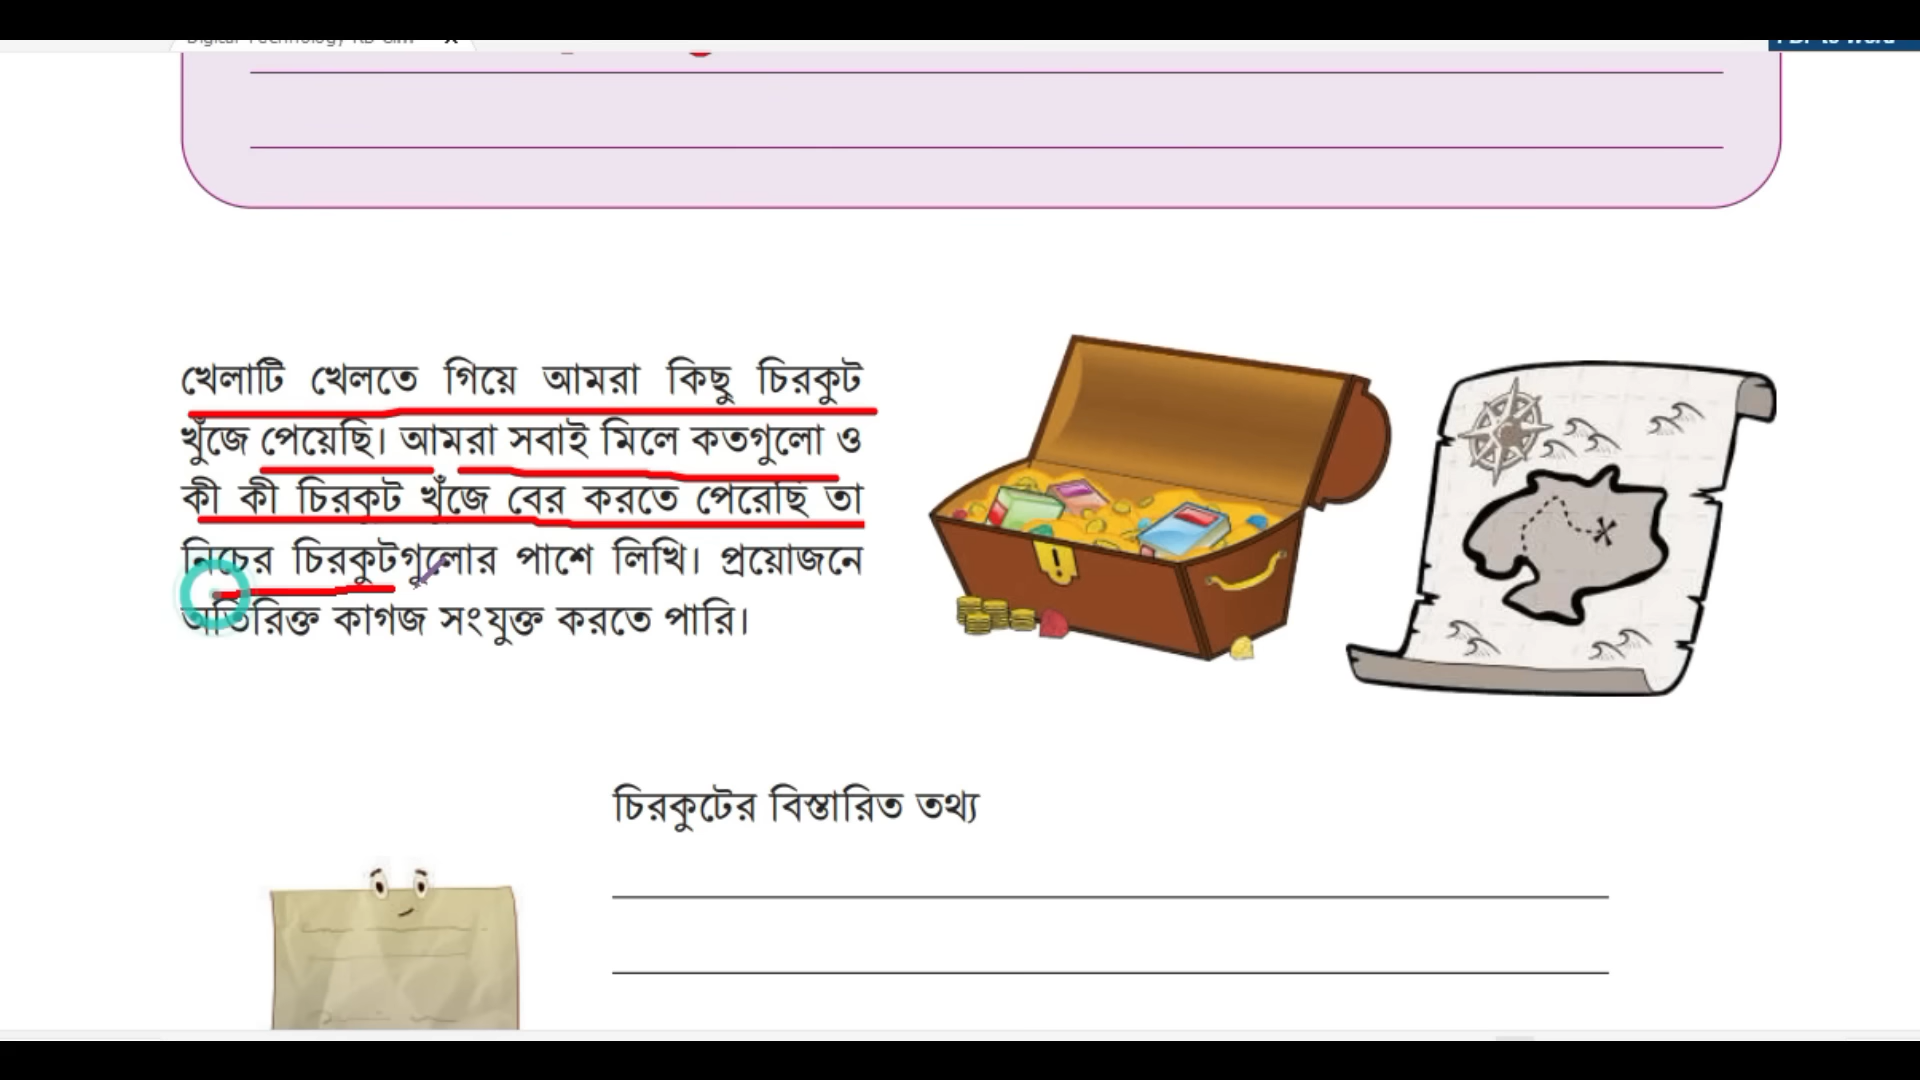 খেলাটি খেলতে গিয়ে আমরা কিছু চিরকুট
খুঁজে পেয়েছি। আমরা সবাই মিলে কতগুলো ও
কী কী চিরকুট খুঁজে বের করতে পেরেছি তা
নিচের চিরকুটগুলোর পাশে লিখি। প্রয়োজনে
অতিরিক্ত কাগজ সংযুক্ত করতে পারি।
চিরকুটের বিস্তারিত তথ্য